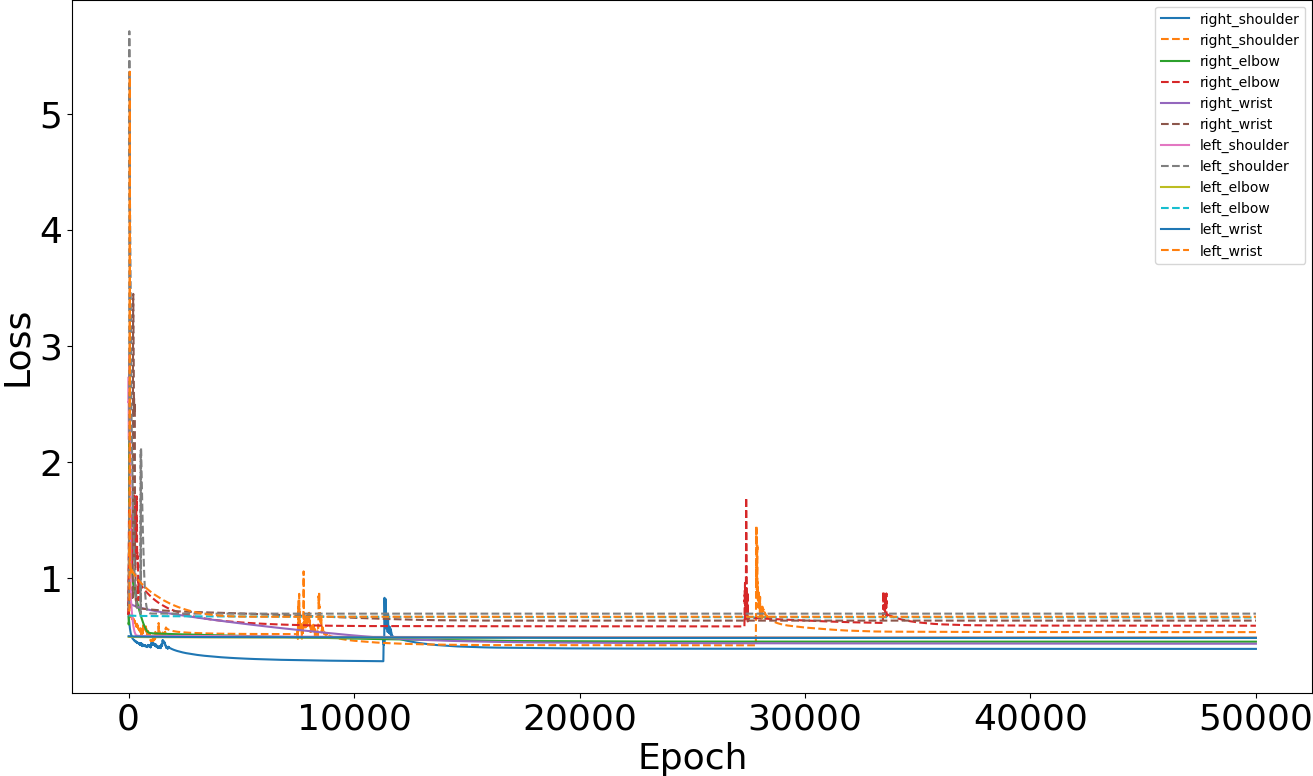 right_shoulder
right_shoulder
right_elbow
right_elbow
right_wrist
right_wrist
left_shoulder
left_shoulder
left_elbow
left_elbow
left_wrist
left_wrist
5
4
3
2
1
Loss
0
10000
20000
30000
40000
50000
Epoch